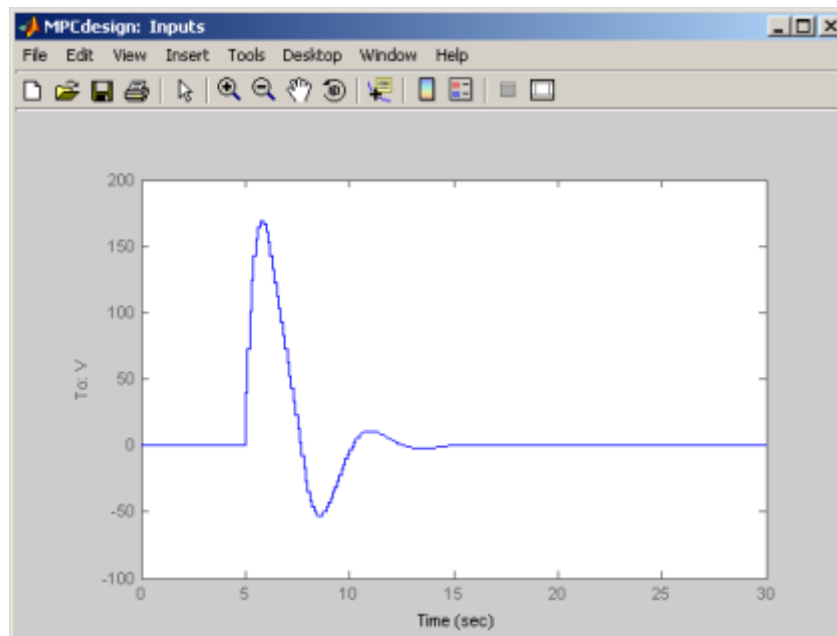 MPCdesign: Inputs
File Edit View Insert Tools Desktop Window Help
200
150
100
50
0
-50
-100
To: V
0 5 10 15 20 25 30
Time (sec)